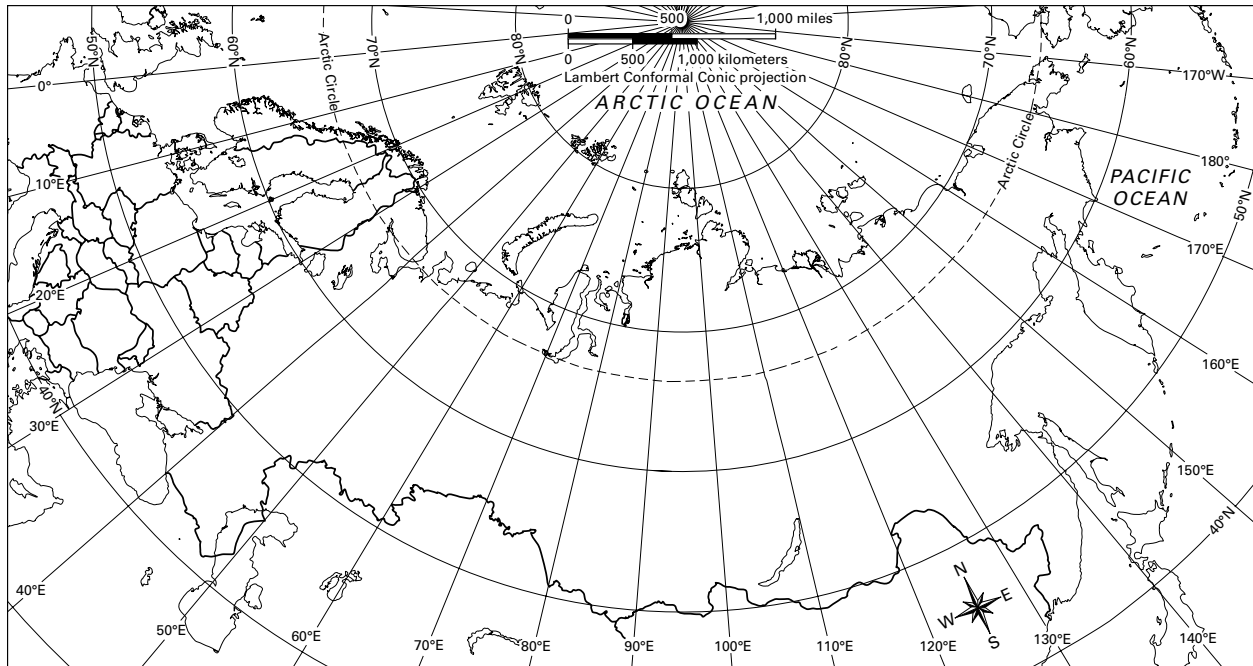 50°N
60°N
Arctic Circle
70°N
80°N
0 500 1,000 miles
0 500 1,000 kilometers
Lambert Conformal Conic projection
ARCTIC OCEAN
80°N
70°N
Arctic Circle
60°N
170°W
0°
180°
PACIFIC
OCEAN
50°N
10°E
170°E
20°E
160°E
40°N
30°E
150°E
40°N
40°E
50°E
60°E
70°E
80°E
90°E
100°E
110°E
120°E
130°E
140°E
N
E
W
S